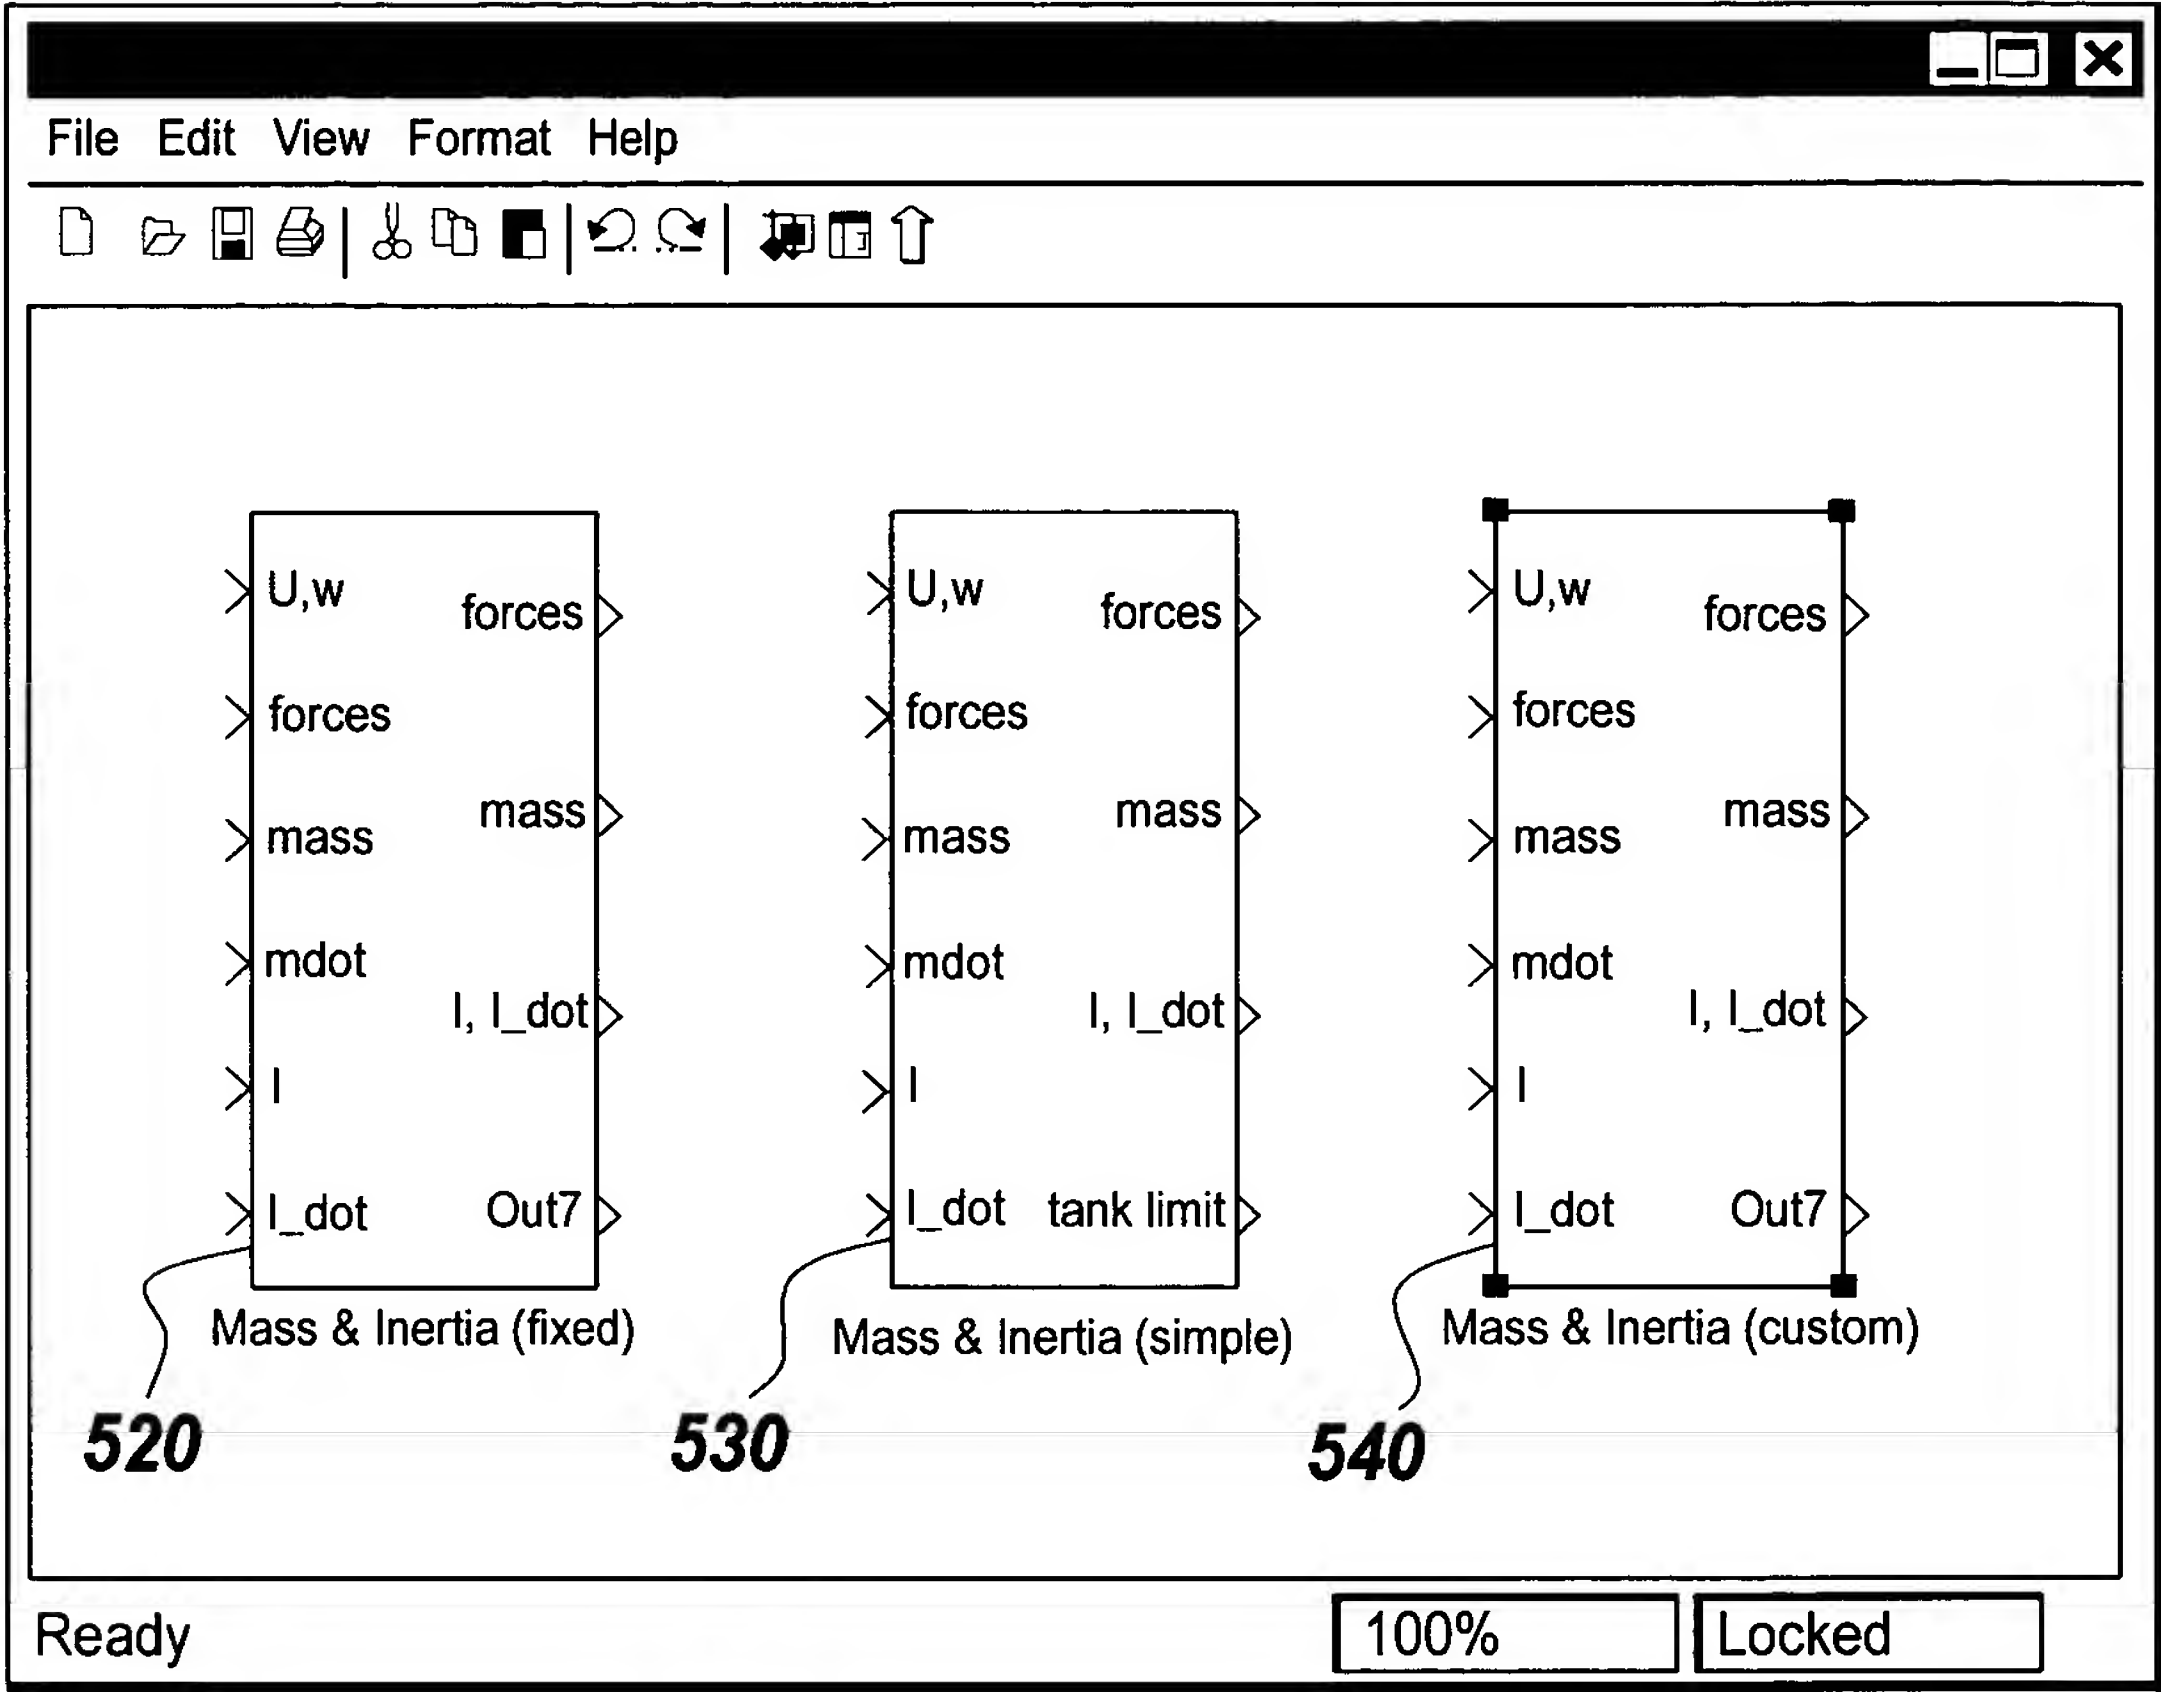 File Edit View Format Help
U,w
forces
forces
mass
mass
mdot
I, I_dot
I
I_dot
Out7
Mass & Inertia (fixed)
520
U,w
forces
forces
mass
mass
mdot
I, I_dot
I
I_dot
tank limit
Mass & Inertia (simple)
530
U,w
forces
forces
mass
mass
mdot
I, I_dot
I
I_dot
Out7
Mass & Inertia (custom)
540
Ready
100%
Locked